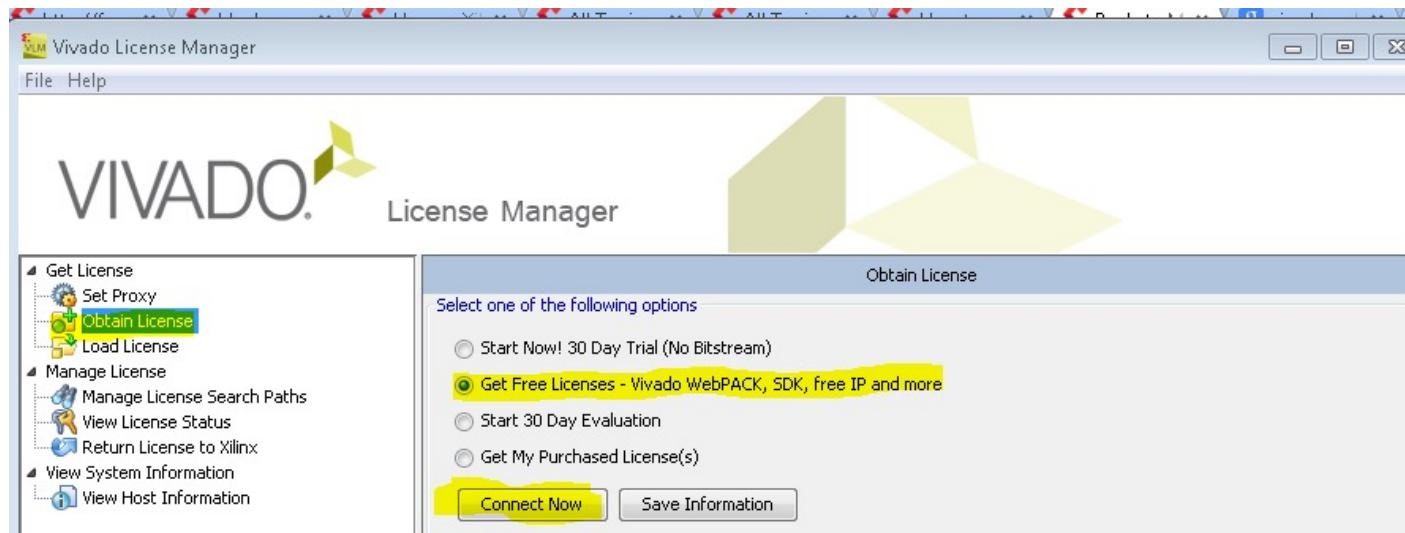 Vivado License Manager
File Help
VIVADO. License Manager
Get License
Set Proxy
Obtain License
Load License
Manage License
Manage License Search Paths
View License Status
Return License to Xilinx
View System Information
View Host Information
Obtain License
Select one of the following options
Start Now! 30 Day Trial (No Bitstream)
Get Free Licenses - Vivado WebPACK, SDK, free IP and more
Start 30 Day Evaluation
Get My Purchased License(s)
Connect Now Save Information